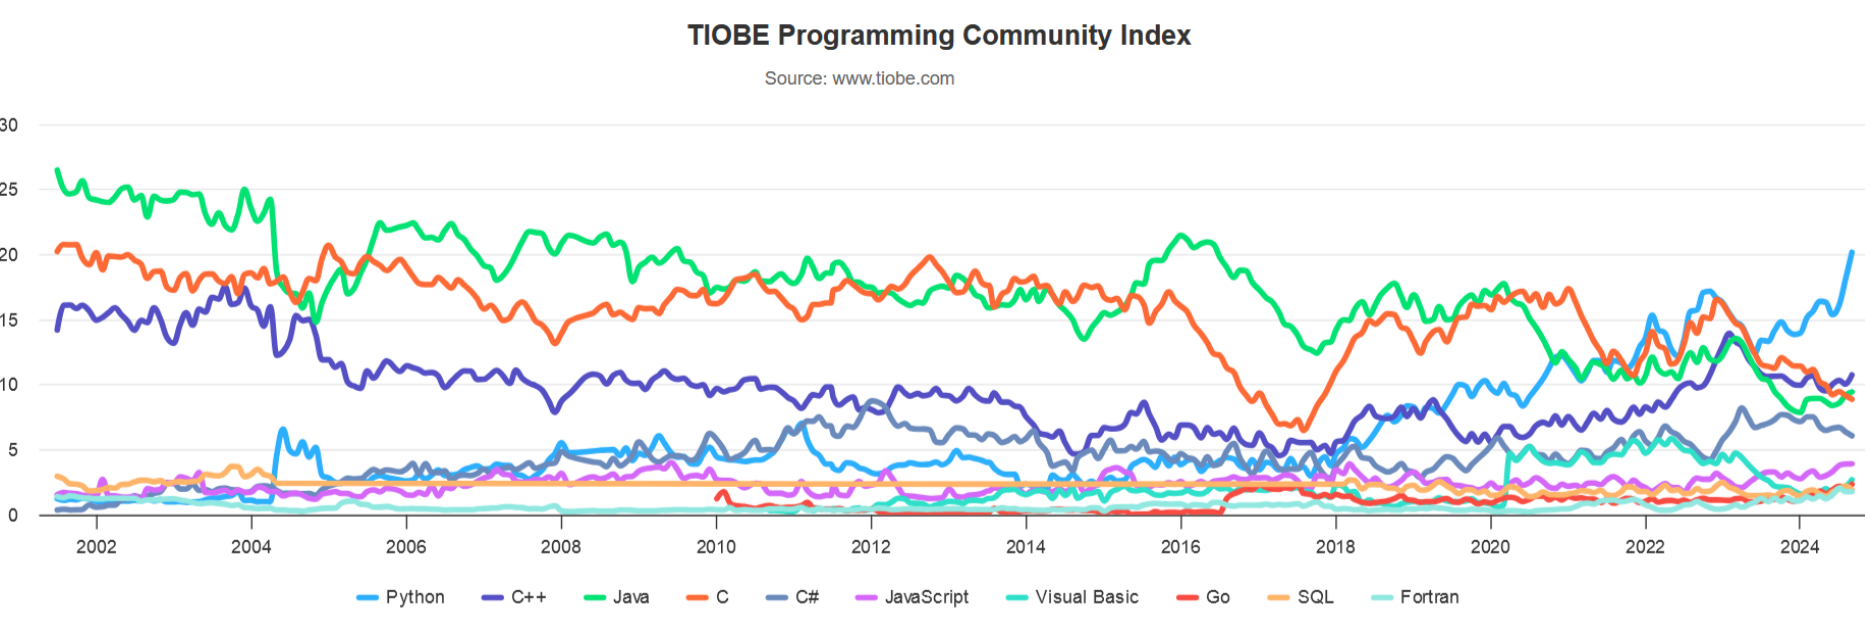 TIOBE Programming Community Index
Source: www.tiobe.com
30
25
20
15
10
5
0
2002 2004 2006 2008 2010 2012 2014 2016 2018 2020 2022 2024
Python C++ Java C C# JavaScript Visual Basic Go SQL Fortran